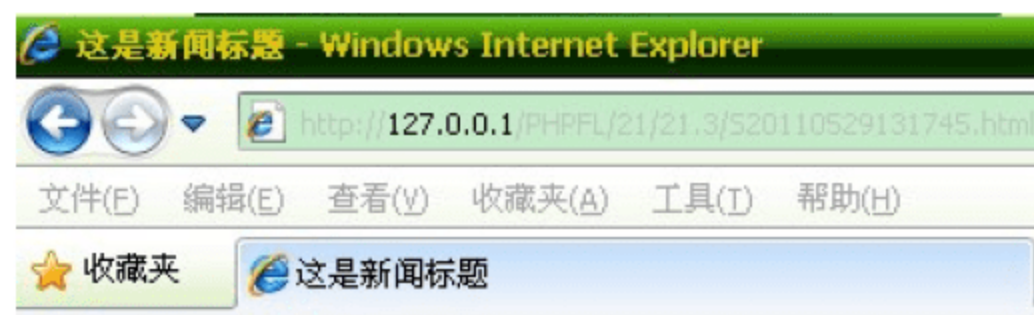 这是新闻标题 - Windows Internet Explorer
http://127.0.0.1/PHPFL/21/21.3/520110529131745.html
文件(F) 编辑(E) 查看(V) 收藏夹(A) 工具(T) 帮助(H)
收藏夹 这是新闻标题